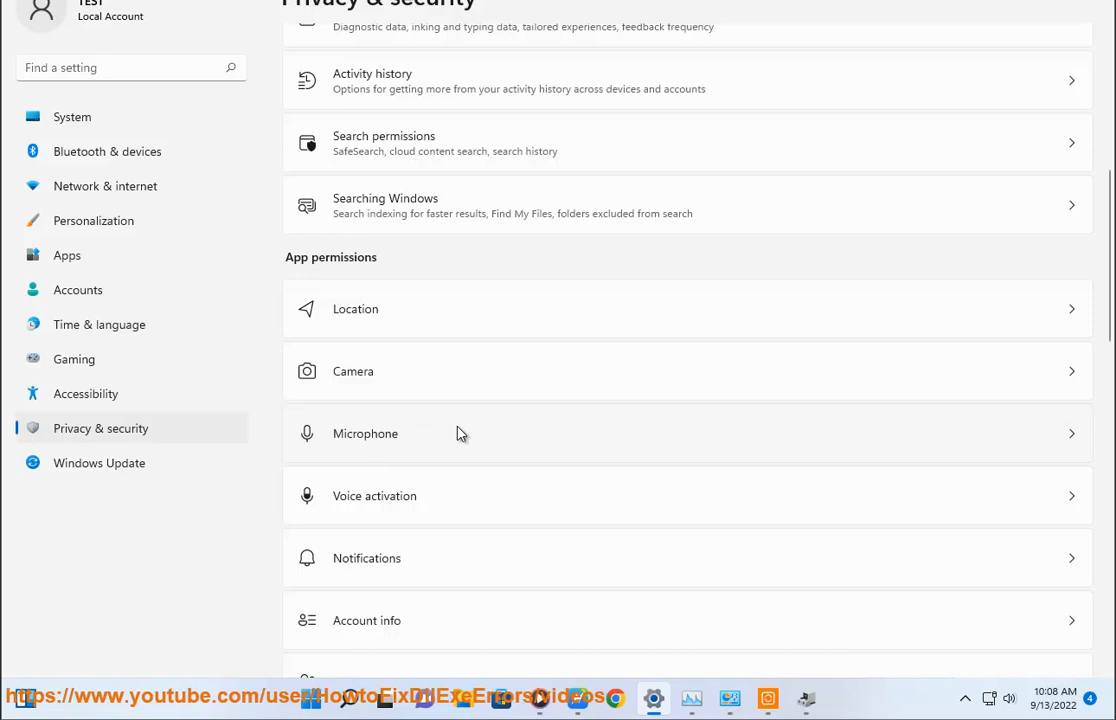 TEST
Local Account
Privacy & security
Find a setting
System
Bluetooth & devices
Network & internet
Personalization
Apps
Accounts
Time & language
Gaming
Accessibility
Privacy & security
Windows Update
Diagnostic data, inking and typing data, tailored experiences, feedback frequency
Activity history
Options for getting more from your activity history across devices and accounts
Search permissions
SafeSearch, cloud content search, search history
Searching Windows
Search indexing for faster results, Find My Files, folders excluded from search
App permissions
Location
Camera
Microphone
Voice activation
Notifications
Account info
https://www.youtube.com/user/HowtoFixDllExeErrors/videos
10:08 AM
9/13/2022
4